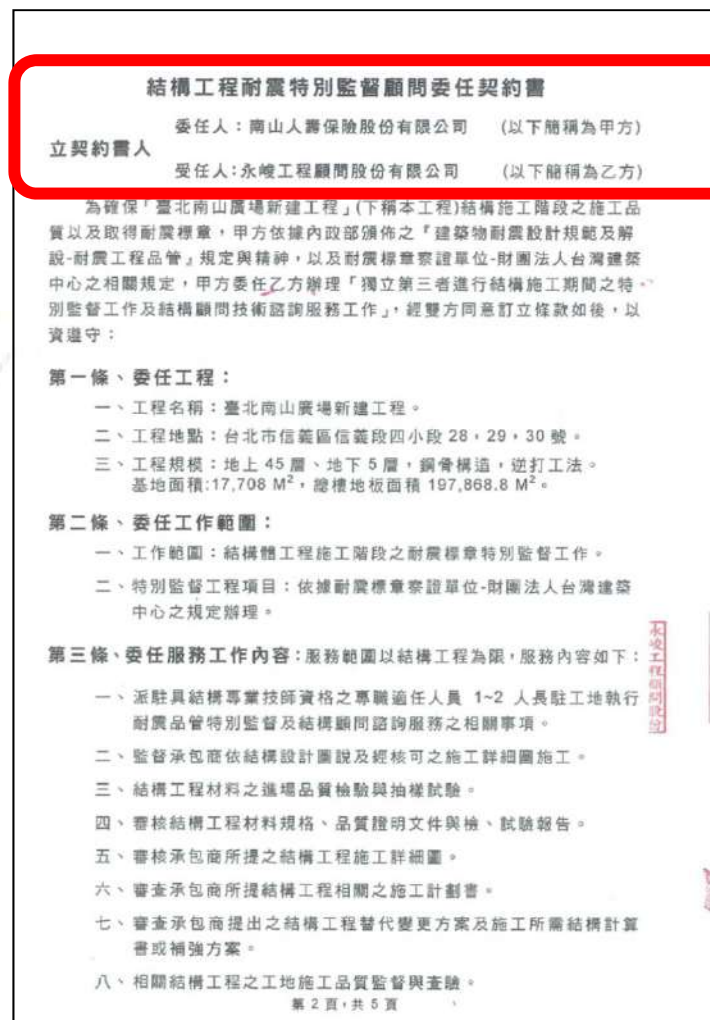 結構工程耐震特別監督顧問委任契約書
委任人：南山人壽保險股份有限公司 (以下簡稱為甲方)
立契約書人
受任人:永峻工程顧問股份有限公司 (以下簡稱為乙方)
為確保「臺北南山廣場新建工程」(下稱本工程)結構施工階段之施工品
質以及取得耐震標章，甲方依據內政部頒佈之『建築物耐震設計規範及解
說-耐震工程品管』規定與精神，以及耐震標章察證單位-財團法人台灣建築
中心之相關規定，甲方委任乙方辦理「獨立第三者進行結構施工期間之特
別監督工作及結構顧問技術諮詢服務工作」，經雙方同意訂立條款如後，以
資遵守：
第一條、委任工程：
一、工程名稱：臺北南山廣場新建工程。
二、工程地點：台北市信義區信義段四小段 28，29，30 號。
三、工程規模：地上 45 層、地下 5 層，鋼骨構造，逆打工法。
基地面積:17,708 M²，總樓地板面積 197,868.8 M²。
第二條、委任工作範圍：
一、工作範圍：結構體工程施工階段之耐震標章特別監督工作。
二、特別監督工程項目：依據耐震標章察證單位-財團法人台灣建築
中心之規定辦理。
第三條、委任服務工作內容：服務範圍以結構工程為限，服務內容如下：
一、派駐具結構專業技師資格之專職適任人員 1~2 人長駐工地執行
耐震品管特別監督及結構顧問諮詢服務之相關事項。
二、監督承包商依結構設計圖說及經核可之施工詳細圖施工。
三、結構工程材料之進場品質檢驗與抽樣試驗。
四、審核結構工程材料規格、品質證明文件與檢、試驗報告。
五、審核承包商所提之結構工程施工詳細圖。
六、審查承包商所提結構工程相關之施工計劃書。
七、審查承包商提出之結構工程替代變更方案及施工所需結構計算
書或補強方案。
八、相關結構工程之工地施工品質監督與查驗。
第 2 頁，共 5 頁
永峻工程顧問股份